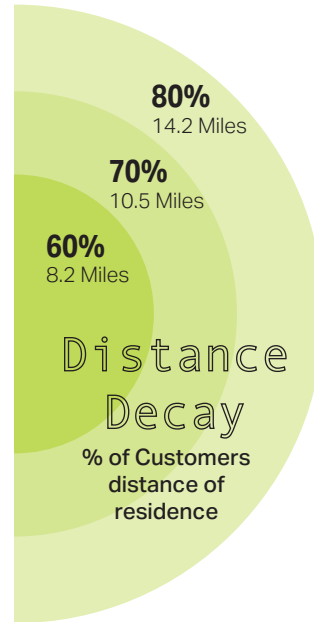 80%
14.2 Miles
70%
10.5 Miles
60%
8.2 Miles
Distance
Decay
% of Customers
distance of
residence